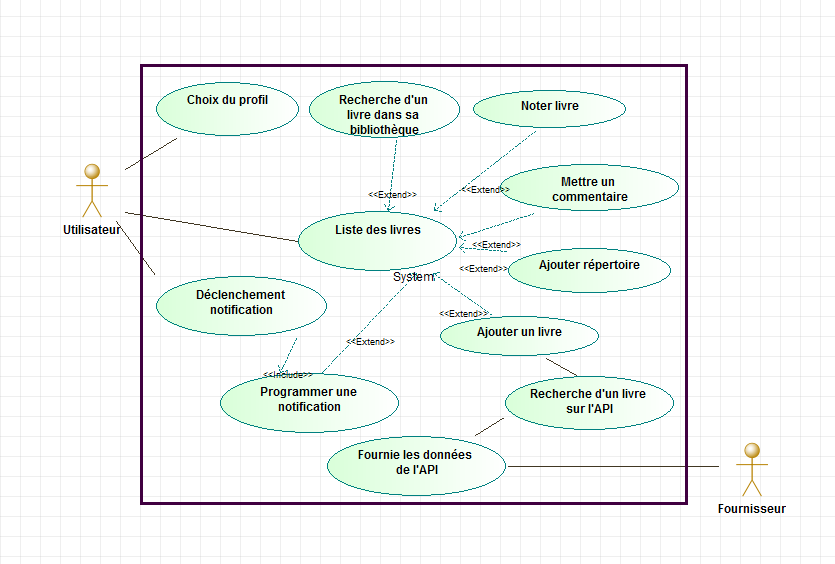 Choix du profil
Recherche d'un
livre dans sa
bibliothèque
Noter livre
<<Extend>>
<<Extend>>
Mettre un
commentaire
Utilisateur
Liste des livres
<<Extend>>
System
<<Extend>>
Ajouter répertoire
Déclenchement
notification
<<Extend>>
Ajouter un livre
<<Extend>>
<<Include>>
Programmer une
notification
Recherche d'un livre
sur l'API
Fournie les données
de l'API
Fournisseur